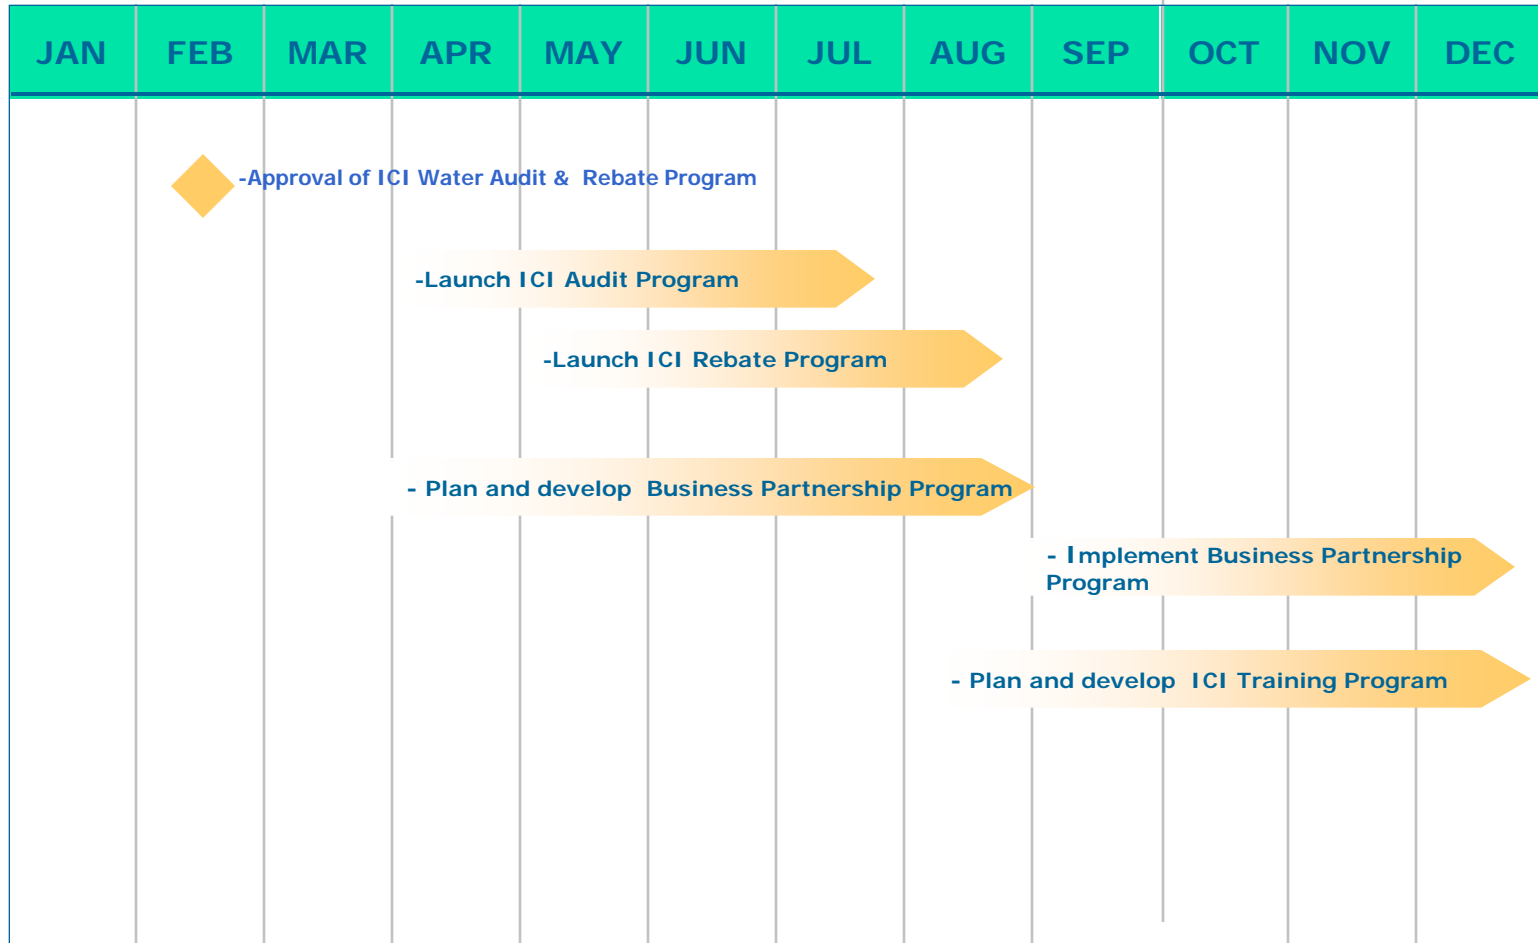 JAN FEB MAR APR MAY JUN JUL AUG SEP OCT NOV DEC
-Approval of ICI Water Audit &  Rebate Program
-Launch ICI Audit Program
-Launch ICI Rebate Program
- Plan and develop  Business Partnership Program
- Implement Business Partnership
Program
- Plan and develop  ICI Training Program